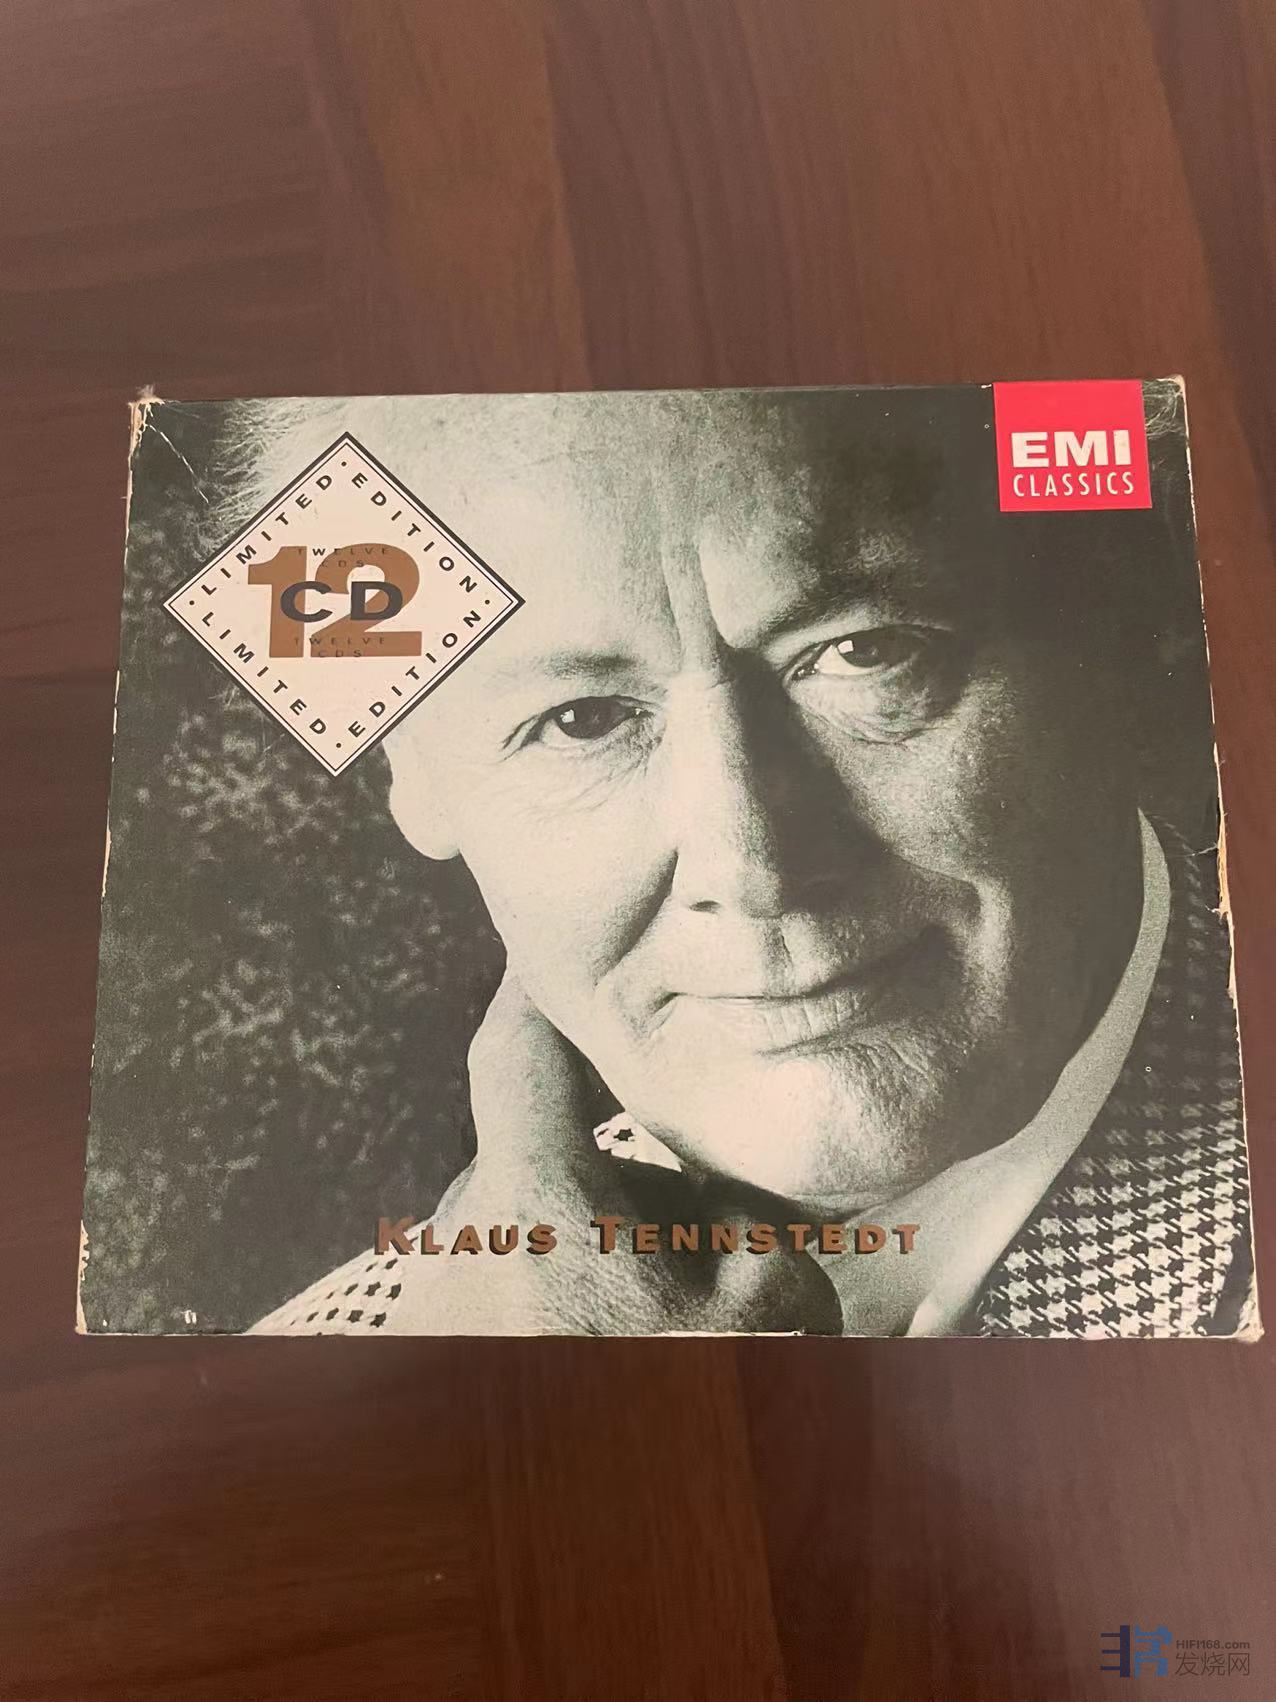 LIMITED EDITION
TWELVE
CDS
12
CD
TWELVE
CDS
LIMITED EDITION
EMI
CLASSICS
KLAUS TENNSTEDT
HIFI168.com
发烧网